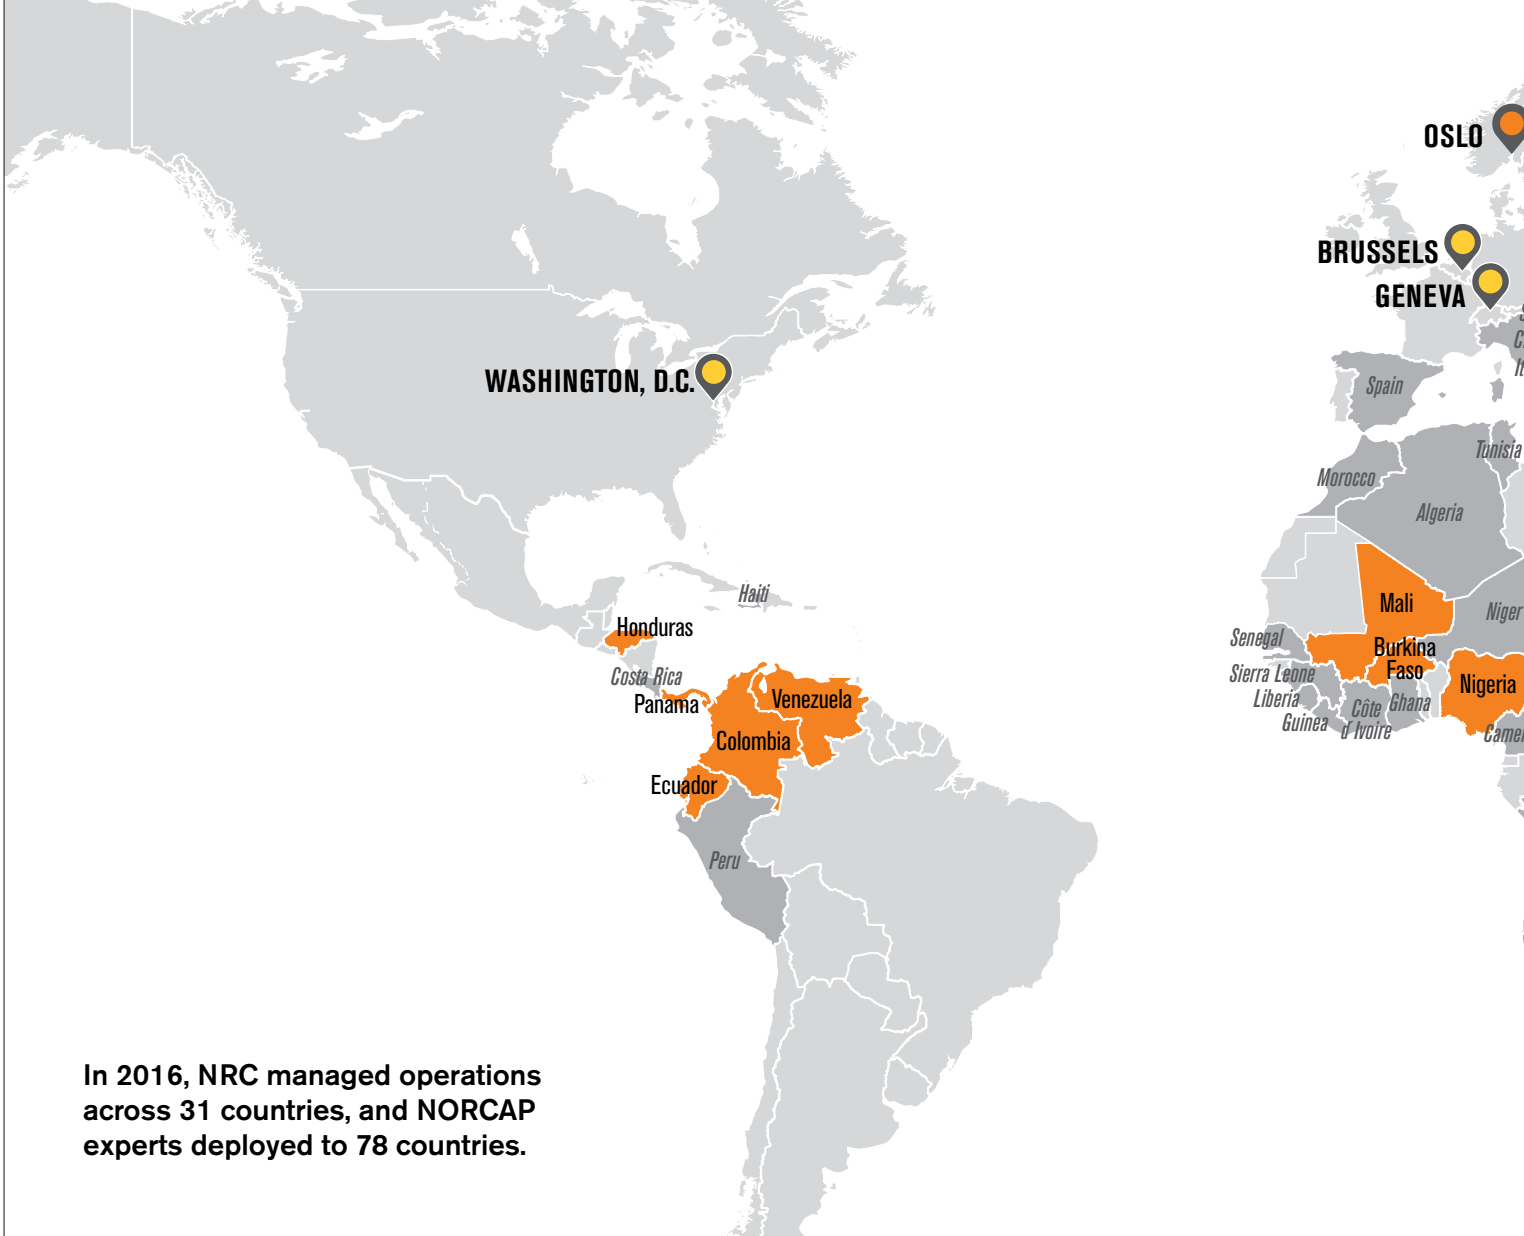 OSLO
BRUSSELS
GENEVA
WASHINGTON, D.C.
Spain
Tunisia
Morocco
Algeria
Haiti
Mali
Niger
Honduras
Senegal
Burkina
Faso
Costa Rica
Sierra Leone
Panama
Venezuela
Liberia
Nigeria
Côte
d'Ivoire
Ghana
Guinea
Colombia
Ecuador
Peru
In 2016, NRC managed operations
across 31 countries, and NORCAP
experts deployed to 78 countries.